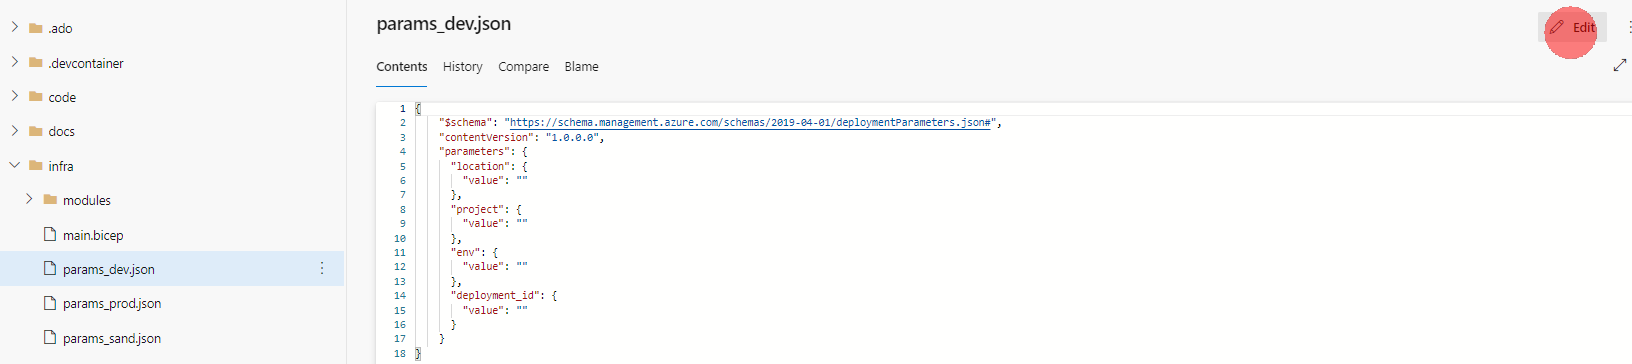 .ado
.devcontainer
code
docs
infra
modules
main.bicep
params_dev.json
params_prod.json
params_sand.json
params_dev.json
Edit
Contents History Compare Blame
1 {
2 "$schema": "https://schema.management.azure.com/schemas/2019-04-01/deploymentParameters.json#",
3 "contentVersion": "1.0.0.0",
4 "parameters": {
5 "location": {
6 "value": ""
7 },
8 "project": {
9 "value": ""
10 },
11 "env": {
12 "value": ""
13 },
14 "deployment_id": {
15 "value": ""
16 }
17 }
18 }